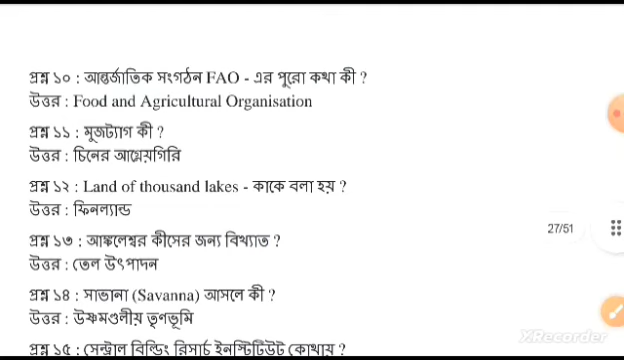 প্রশ্ন ১০ : আন্তর্জাতিক সংগঠন FAO - এর পুরো কথা কী ?
উত্তর : Food and Agricultural Organisation
প্রশ্ন ১১ : মুজট্যাগ কী ?
উত্তর : চিনের আগ্নেয়গিরি
প্রশ্ন ১২ : Land of thousand lakes - কাকে বলা হয় ?
উত্তর : ফিনল্যান্ড
প্রশ্ন ১৩ : আঙ্কলেশ্বর কীসের জন্য বিখ্যাত ?
উত্তর : তেল উৎপাদন
27/51
প্রশ্ন ১৪ : সাভানা (Savanna) আসলে কী ?
উত্তর : উষ্ণমণ্ডলীয় তৃণভূমি
XRecorder
প্রশ্ন ১৫ : সেন্ট্রাল বিল্ডিং রিসার্চ ইনস্টিটিউট কোথায় ?